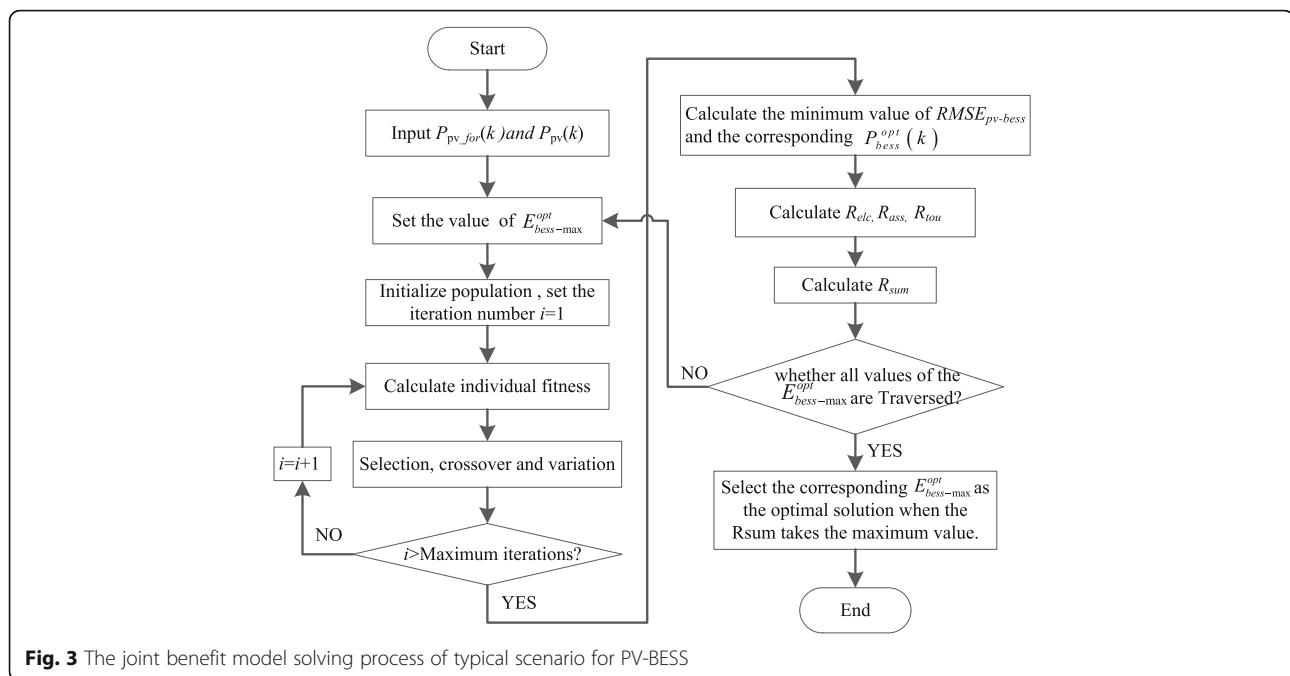 Start
Input P_pv_for(k) and P_pv(k)
Set the value of E^opt_bess-max
Initialize population , set the
iteration number i=1
Calculate individual fitness
Selection, crossover and variation
i=i+1
NO
i>Maximum iterations?
YES
Calculate the minimum value of RMSE_pv-bess
and the corresponding P^opt_bess (k)
Calculate R_elc, R_ass, R_tou
Calculate R_sum
NO
whether all values of the
E^opt_bess-max are Traversed?
YES
Select the corresponding E^opt_bess-max as
the optimal solution when the
Rsum takes the maximum value.
End
Fig. 3 The joint benefit model solving process of typical scenario for PV-BESS